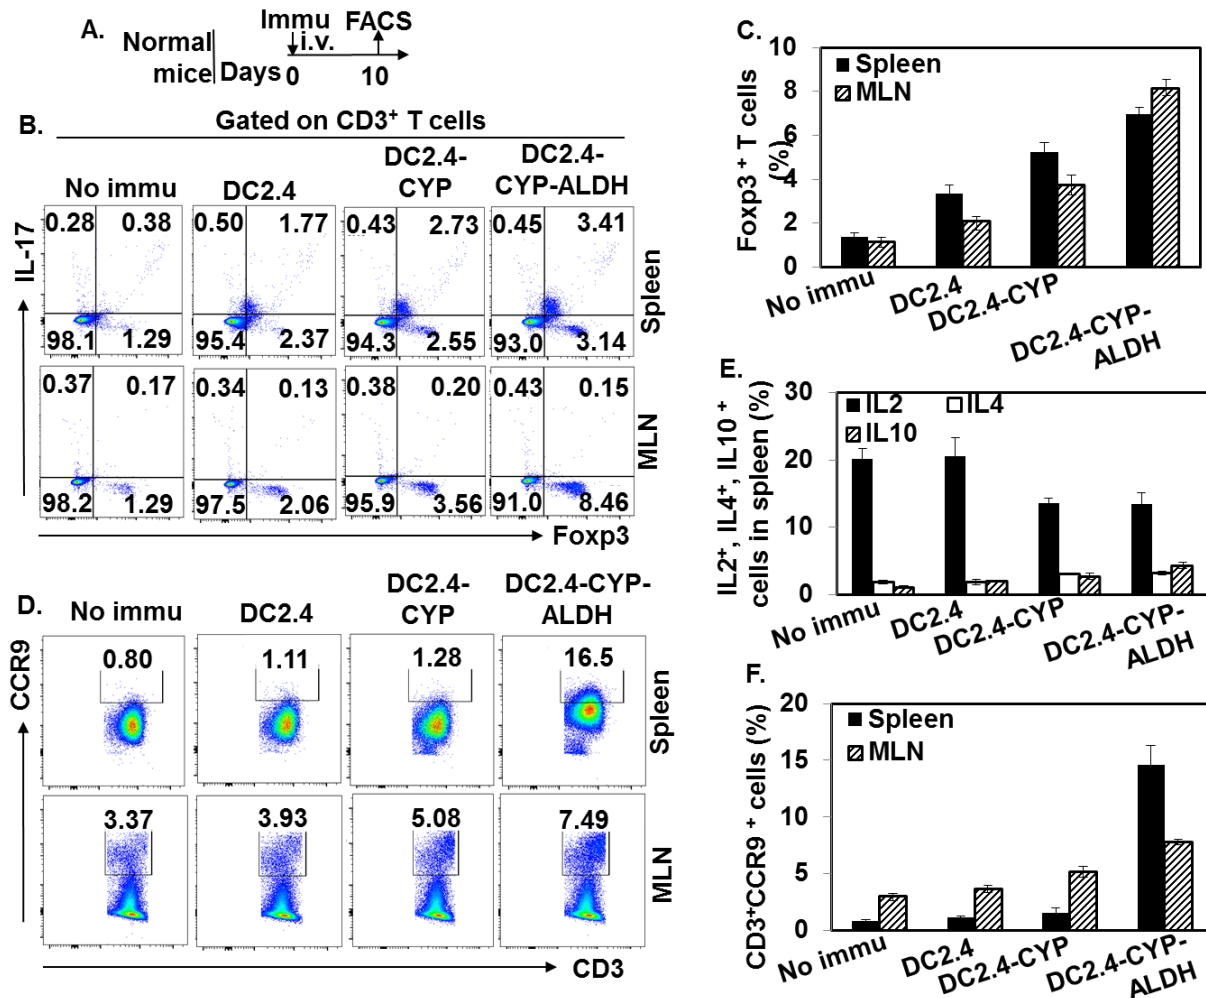 A.
Immu FACS
i.v.
Normal
mice
Days 0 10
B.
Gated on CD3⁺ T cells
No immu
DC2.4
DC2.4-
CYP
DC2.4-
CYP-ALDH
IL-17
0.28 0.38
98.1 1.29
0.50 1.77
95.4 2.37
0.43 2.73
94.3 2.55
0.45 3.41
93.0 3.14
Spleen
0.37 0.17
98.2 1.29
0.34 0.13
97.5 2.06
0.38 0.20
95.9 3.56
0.43 0.15
91.0 8.46
MLN
Foxp3
C.
Foxp3⁺ T cells
(%)
10
8
6
4
2
0
Spleen
MLN
No immu
DC2.4
DC2.4-CYP
DC2.4-CYP-
ALDH
D.
No immu
DC2.4
DC2.4-
CYP
DC2.4-CYP-
ALDH
CCR9
0.80
1.11
1.28
16.5
Spleen
3.37
3.93
5.08
7.49
MLN
CD3
E.
IL2⁺, IL4⁺, IL10⁺
cells in spleen (%)
30
20
10
0
IL2
IL4
IL10
No immu
DC2.4
DC2.4-CYP
DC2.4-CYP-
ALDH
F.
CD3⁺CCR9⁺ cells (%)
20
15
10
5
0
Spleen
MLN
No immu
DC2.4
DC2.4-CYP
DC2.4-CYP-
ALDH